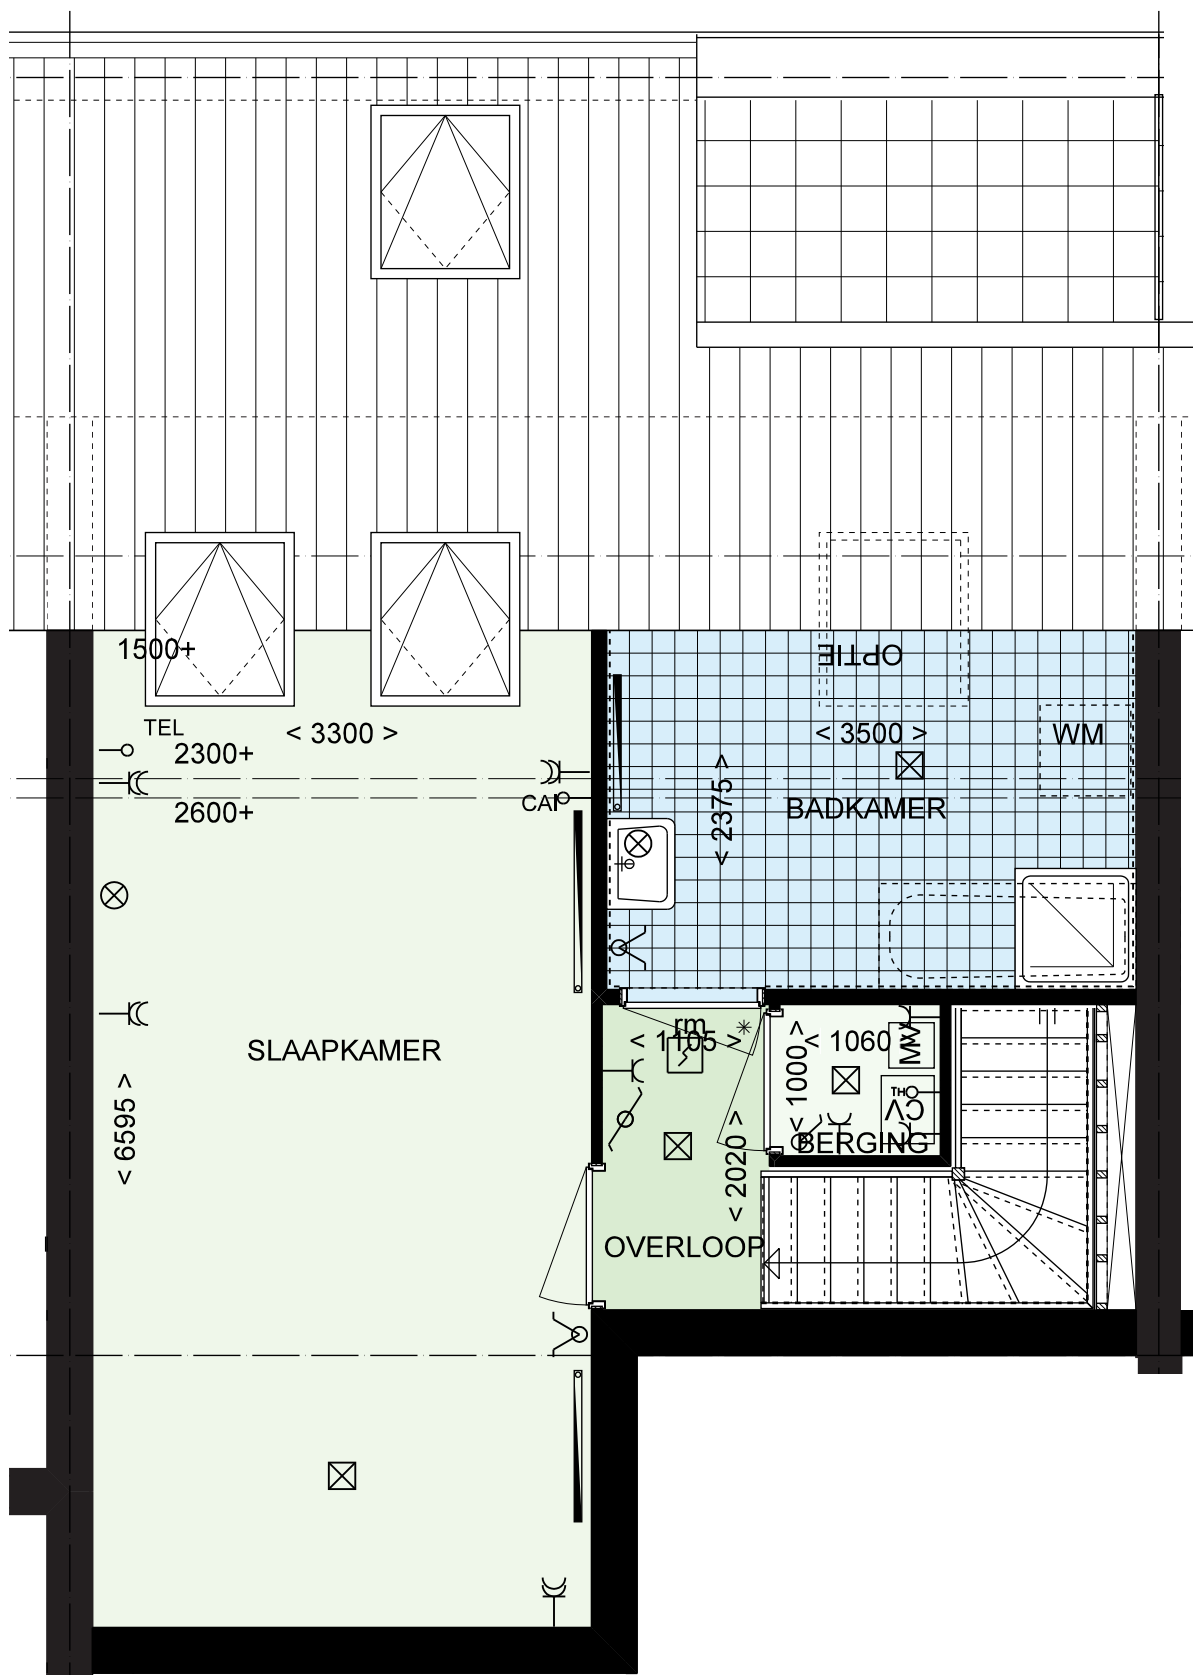 1500+
OPTIE
TEL
< 3300 >
< 3500 >
WM
2300+
2600+
CAI
< 2375 >
BADKAMER
rm
< 1105 >
< 1060
MV
< 1000 >
TH
CV
SLAAPKAMER
< 6595 >
BERGING
< 2020 >
OVERLOOP